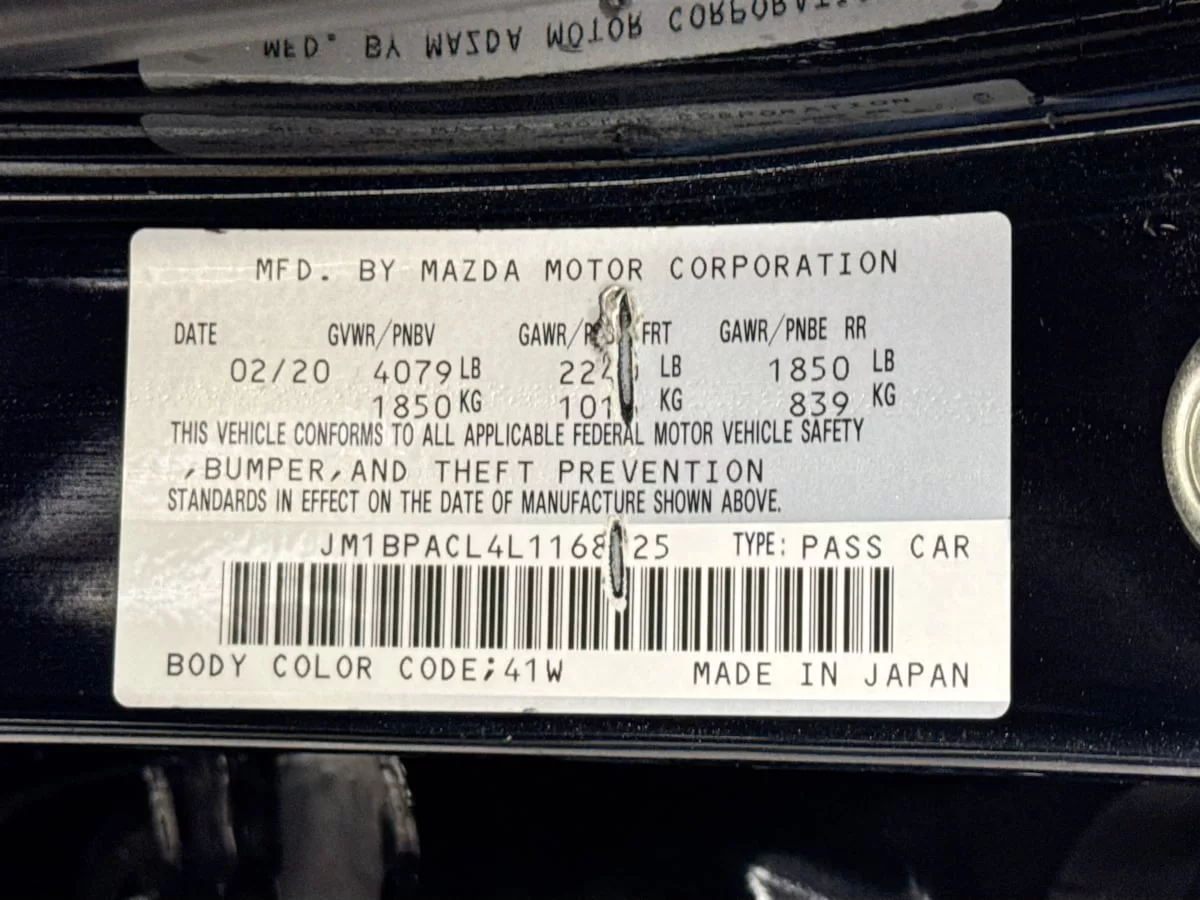 MFD. BY MAZDA MOTOR CORPORATION
DATE GVWR/PNBV FRT GAWR/PNBE RR
02/20 4079 LB LB 1850 LB
1850 KG KG 839 KG
THIS VEHICLE CONFORMS TO ALL APPLICABLE FEDERAL MOTOR VEHICLE SAFETY
,BUMPER,AND THEFT PREVENTION
STANDARDS IN EFFECT ON THE DATE OF MANUFACTURE SHOWN ABOVE.
TYPE: PASS CAR
BODY COLOR CODE;41W MADE IN JAPAN